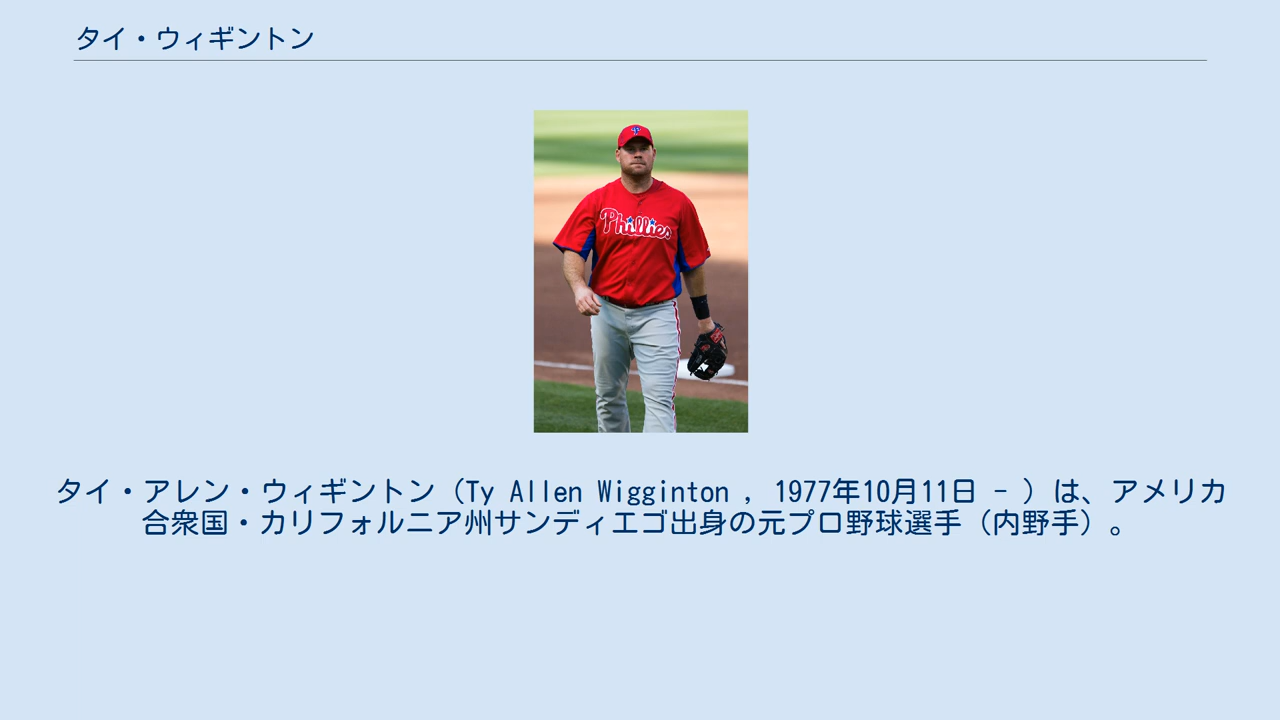 タイ・ウィギントン
Phillies
タイ・アレン・ウィギントン（Ty Allen Wigginton , 1977年10月11日 - ）は、アメリカ
合衆国・カリフォルニア州サンディエゴ出身の元プロ野球選手（内野手）。